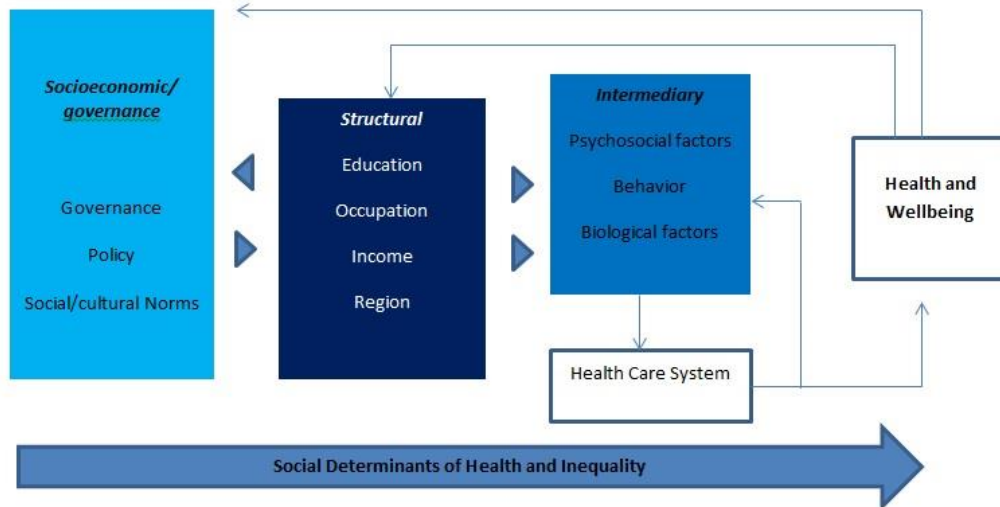 Socioeconomic/
governance
Governance
Policy
Social/cultural Norms
Structural
Education
Occupation
Income
Region
Intermediary
Psychosocial factors
Behavior
Biological factors
Health Care System
Health and
Wellbeing
Social Determinants of Health and Inequality